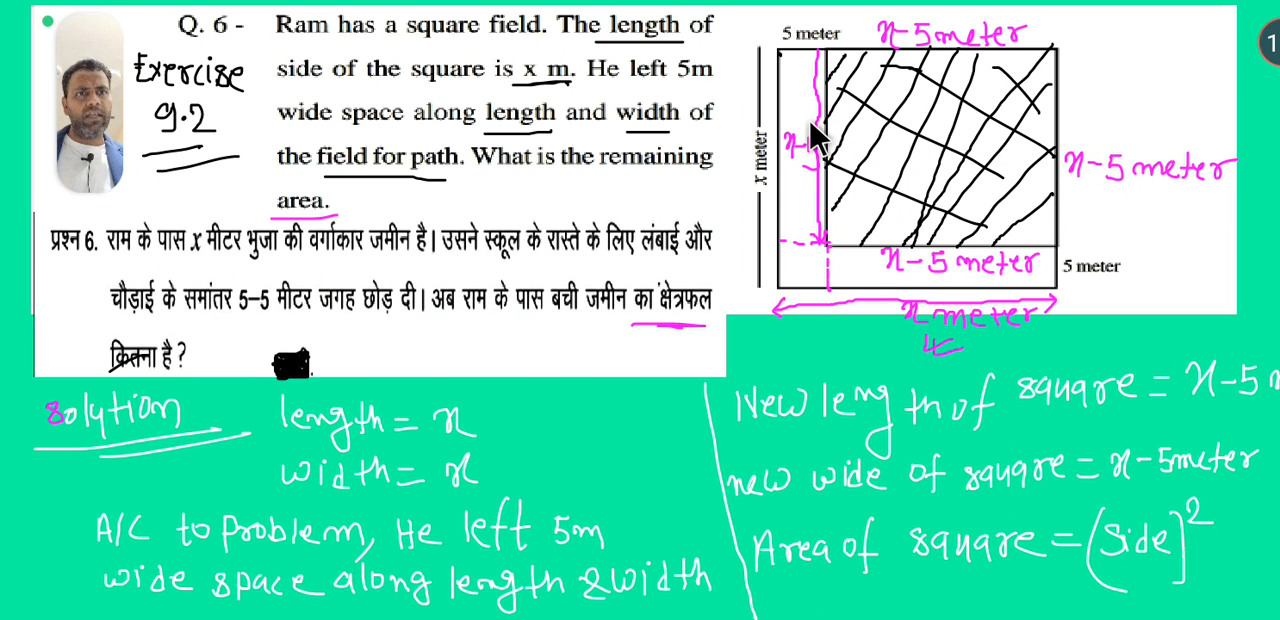 Q. 6 - Ram has a square field. The length of
side of the square is x m. He left 5m
wide space along length and width of
the field for path. What is the remaining
area.
Exercise
9.2
प्रश्न 6. राम के पास x मीटर भुजा की वर्गाकार जमीन है। उसने स्कूल के रास्ते के लिए लंबाई और
चौड़ाई के समांतर 5–5 मीटर जगह छोड़ दी। अब राम के पास बची जमीन का क्षेत्रफल
कितना है?
5 meter
x-5 meter
x meter
x-5 meter
x-5 meter
5 meter
x meter
1
Solution
length = x
width = x
A/C to problem, He left 5m
wide space along length & width
New length of square = x-5
new wide of square = x-5meter
Area of square = (Side]²